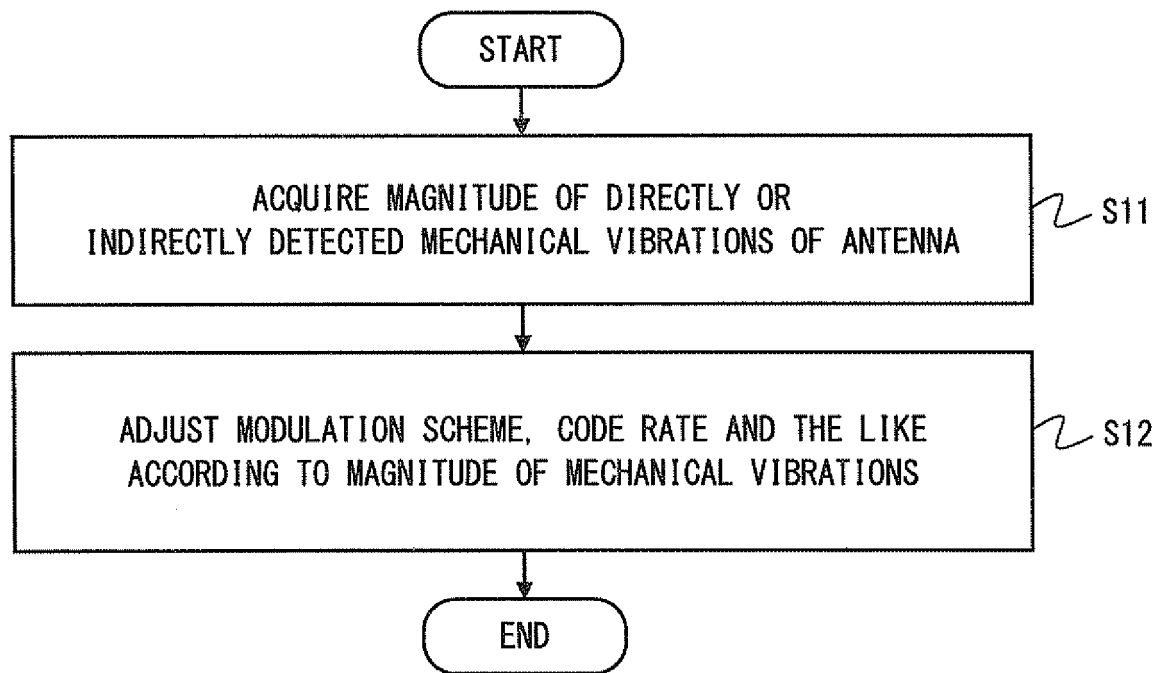 START
ACQUIRE MAGNITUDE OF DIRECTLY OR
INDIRECTLY DETECTED MECHANICAL VIBRATIONS OF ANTENNA
S11
ADJUST MODULATION SCHEME, CODE RATE AND THE LIKE
ACCORDING TO MAGNITUDE OF MECHANICAL VIBRATIONS
S12
END